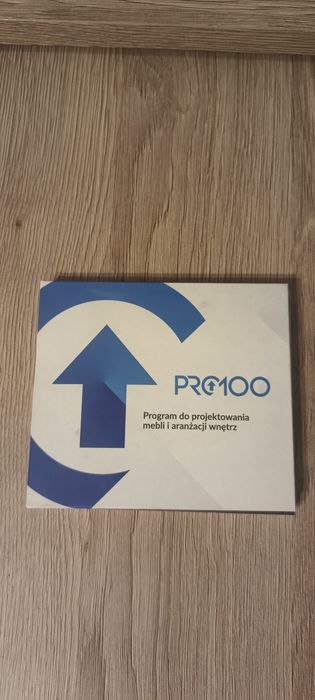 PRO100
Program do projektowania
mebli i aranżacji wnętrz